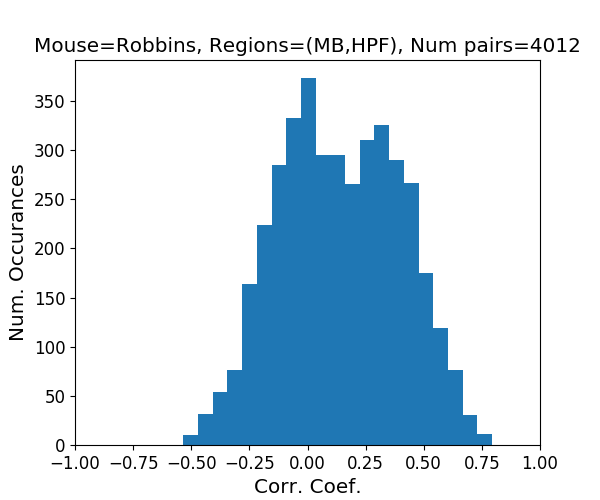 Mouse=Robbins, Regions=(MB,HPF), Num pairs=4012
Num. Occurances
350
300
250
200
150
100
50
0
−1.00 −0.75 −0.50 −0.25 0.00 0.25 0.50 0.75 1.00
Corr. Coef.